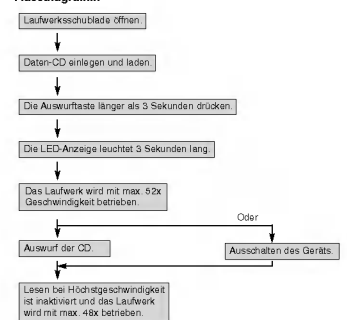 Laufwerksschublade öffnen.
Daten-CD einlegen und laden.
Die Auswurftaste länger als 3 Sekunden drücken.
Die LED-Anzeige leuchtet 3 Sekunden lang.
Das Laufwerk wird mit max. 52x
Geschwindigkeit betrieben.
Oder
Auswurf der CD.
Ausschalten des Geräts.
Lesen bei Höchstgeschwindigkeit
ist inaktiviert und das Laufwerk
wird mit max. 48x betrieben.